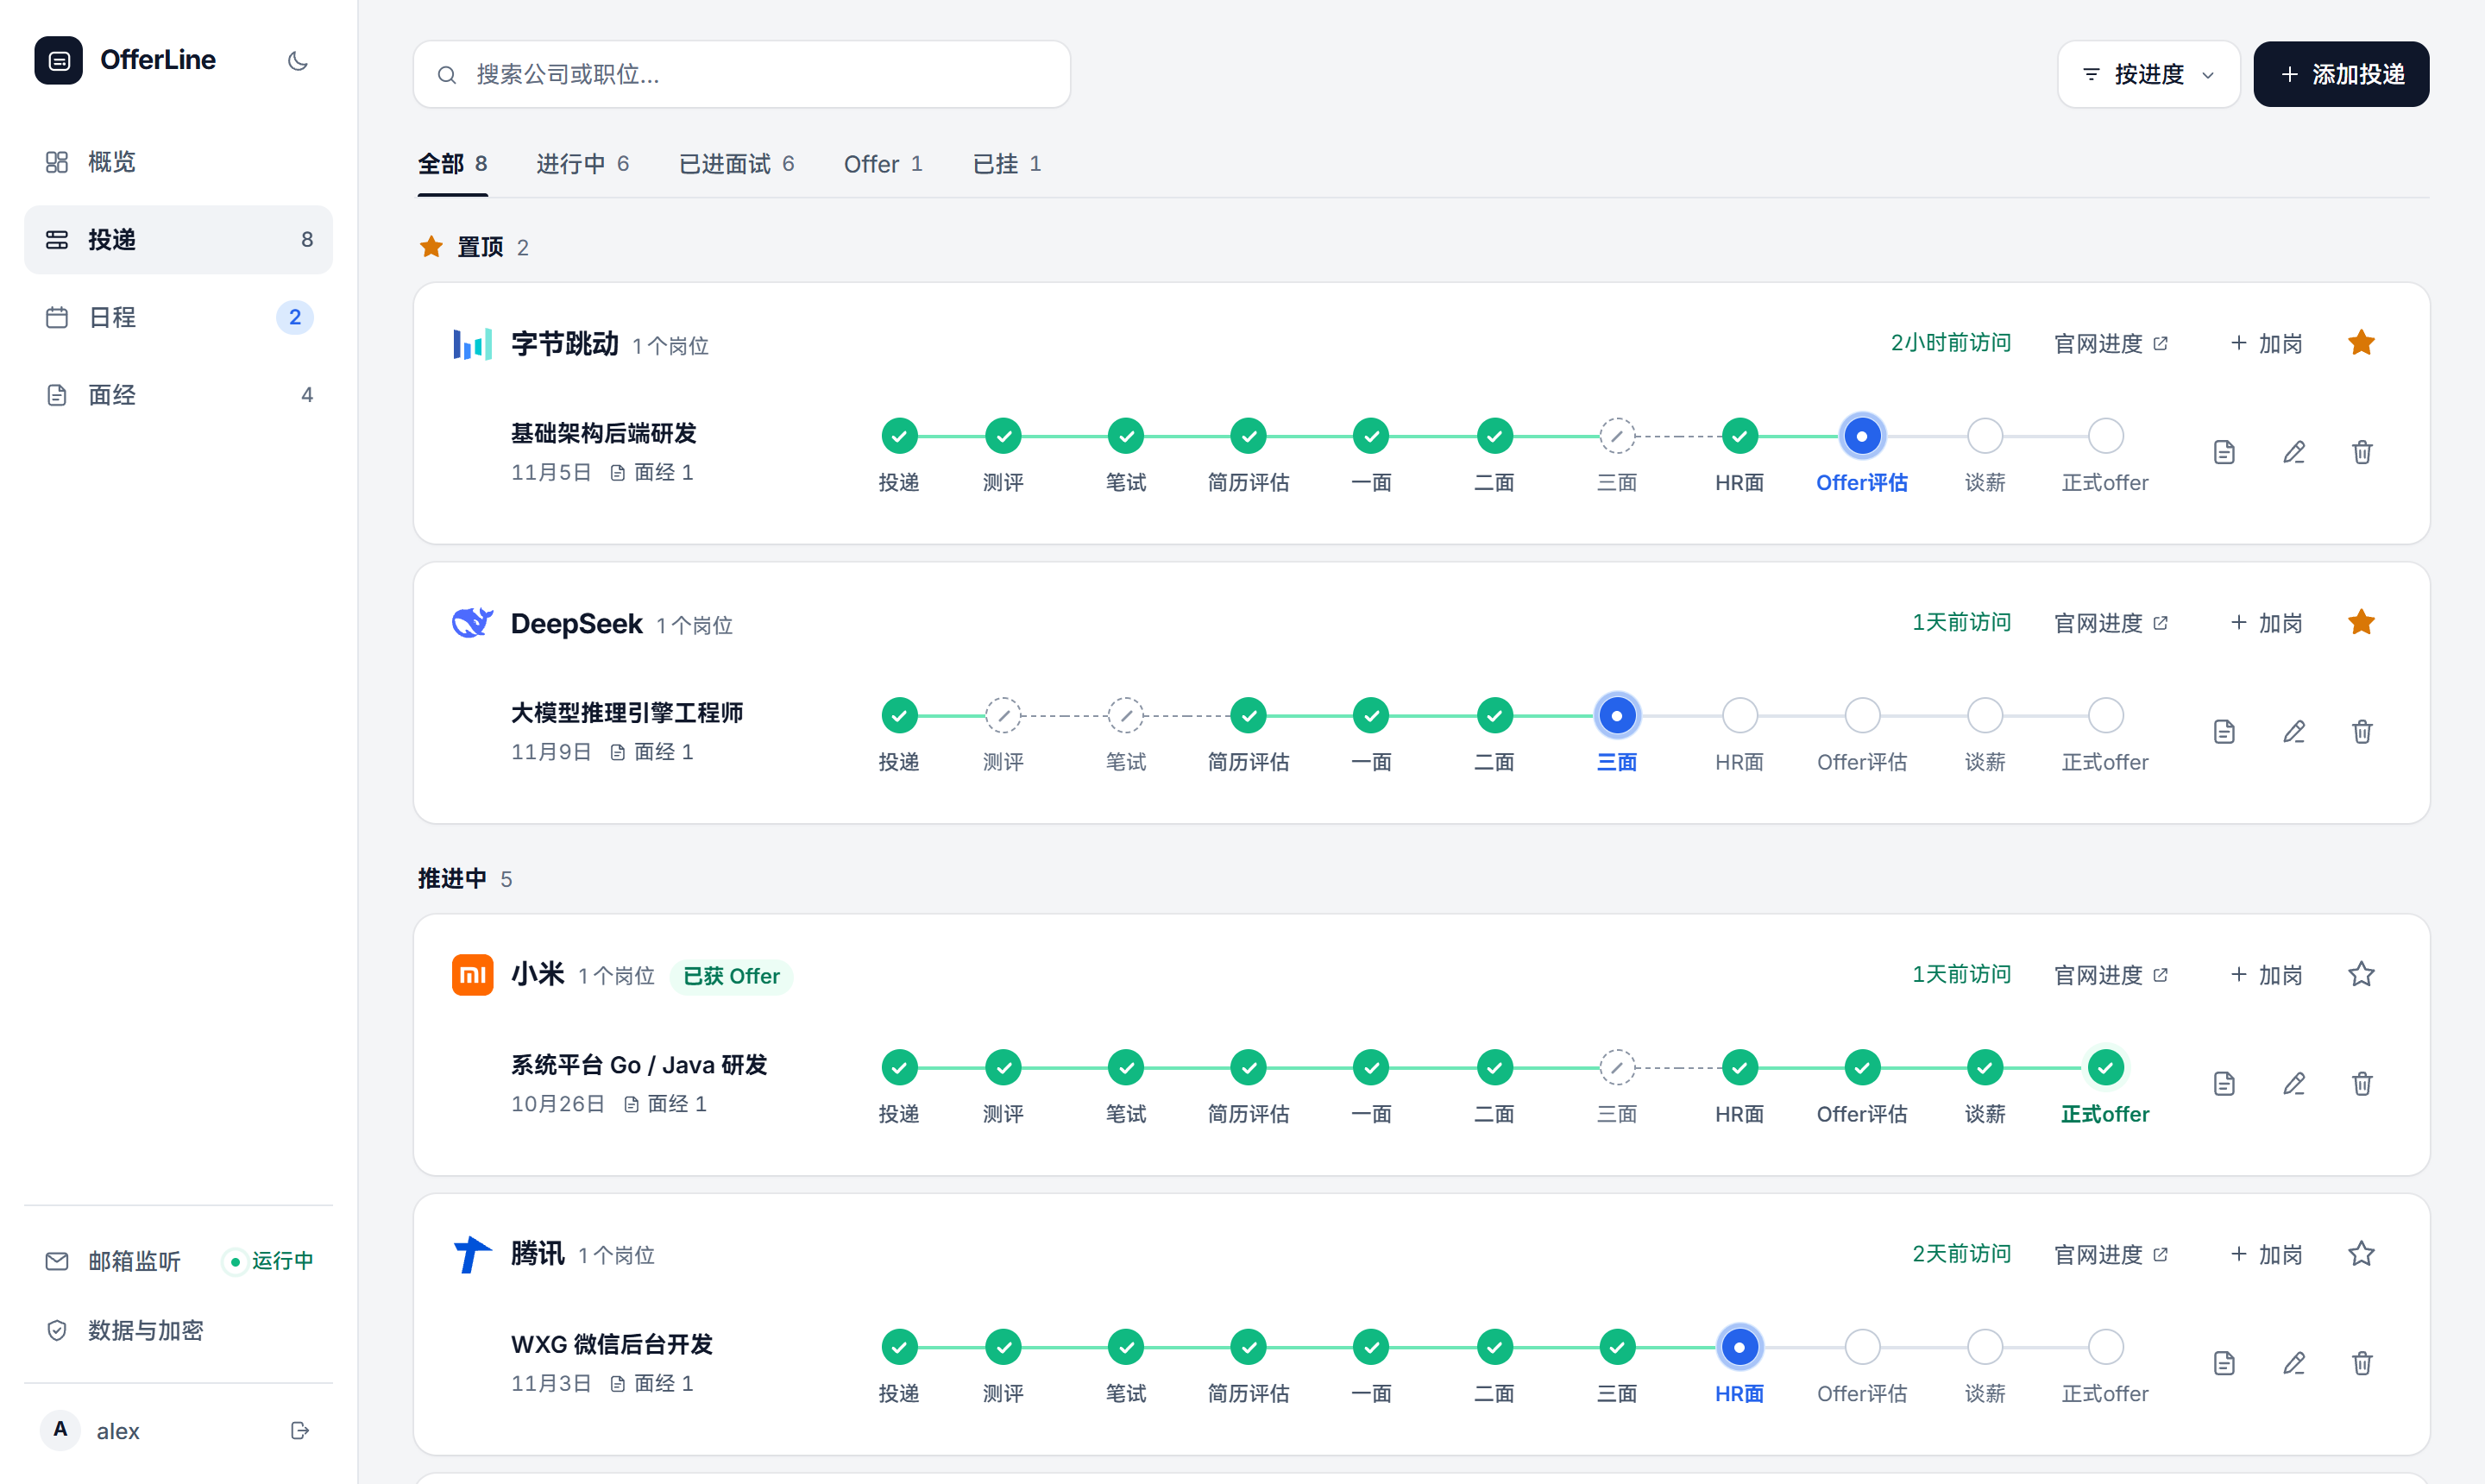 OfferLine
概览
投递 8
日程 2
面经 4
邮箱监听 运行中
数据与加密
A alex
搜索公司或职位...
按进度
+ 添加投递
全部 8 进行中 6 已进面试 6 Offer 1 已挂 1
置顶 2
字节跳动 1 个岗位 2小时前访问 官网进度 + 加岗
基础架构后端研发
11月5日 面经 1
投递 测评 笔试 简历评估 一面 二面 三面 HR面 Offer评估 谈薪 正式offer
DeepSeek 1 个岗位 1天前访问 官网进度 + 加岗
大模型推理引擎工程师
11月9日 面经 1
投递 测评 笔试 简历评估 一面 二面 三面 HR面 Offer评估 谈薪 正式offer
推进中 5
小米 1 个岗位 已获 Offer 1天前访问 官网进度 + 加岗
系统平台 Go / Java 研发
10月26日 面经 1
投递 测评 笔试 简历评估 一面 二面 三面 HR面 Offer评估 谈薪 正式offer
腾讯 1 个岗位 2天前访问 官网进度 + 加岗
WXG 微信后台开发
11月3日 面经 1
投递 测评 笔试 简历评估 一面 二面 三面 HR面 Offer评估 谈薪 正式offer